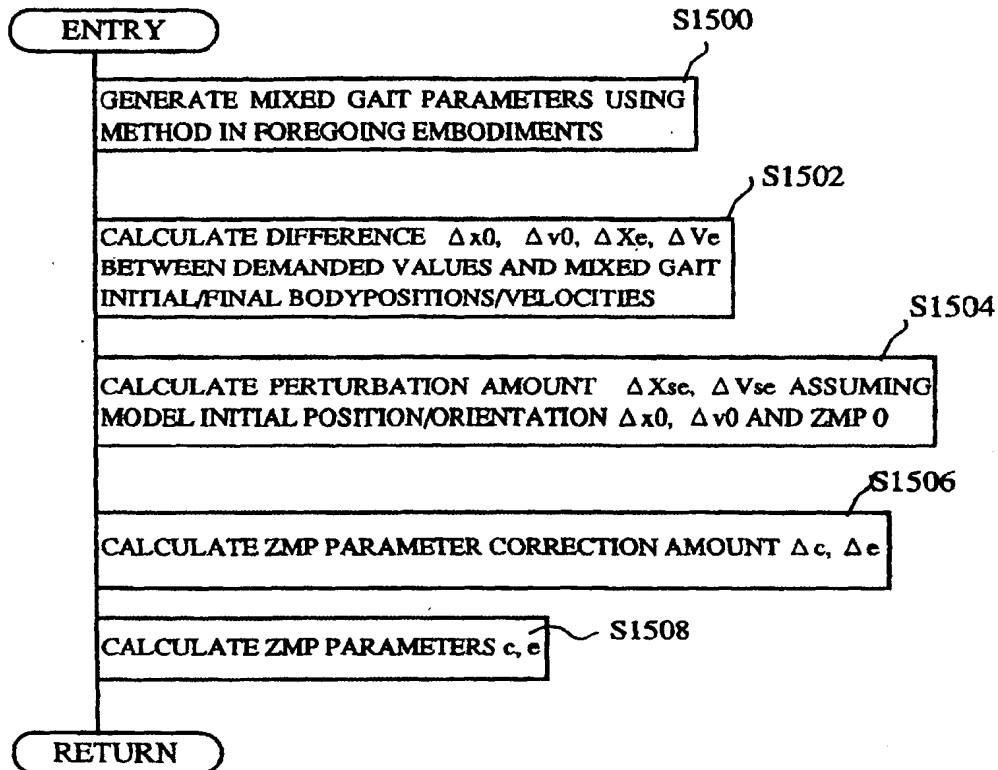 ENTRY
S1500
GENERATE MIXED GAIT PARAMETERS USING
METHOD IN FOREGOING EMBODIMENTS
S1502
CALCULATE DIFFERENCE Δx0, Δv0, ΔXe, ΔVe
BETWEEN DEMANDED VALUES AND MIXED GAIT
INITIAL/FINAL BODYPOSITIONS/VELOCITIES
S1504
CALCULATE PERTURBATION AMOUNT ΔXse, ΔVse ASSUMING
MODEL INITIAL POSITION/ORIENTATION Δx0, Δv0 AND ZMP 0
S1506
CALCULATE ZMP PARAMETER CORRECTION AMOUNT Δc, Δe
S1508
CALCULATE ZMP PARAMETERS c, e
RETURN